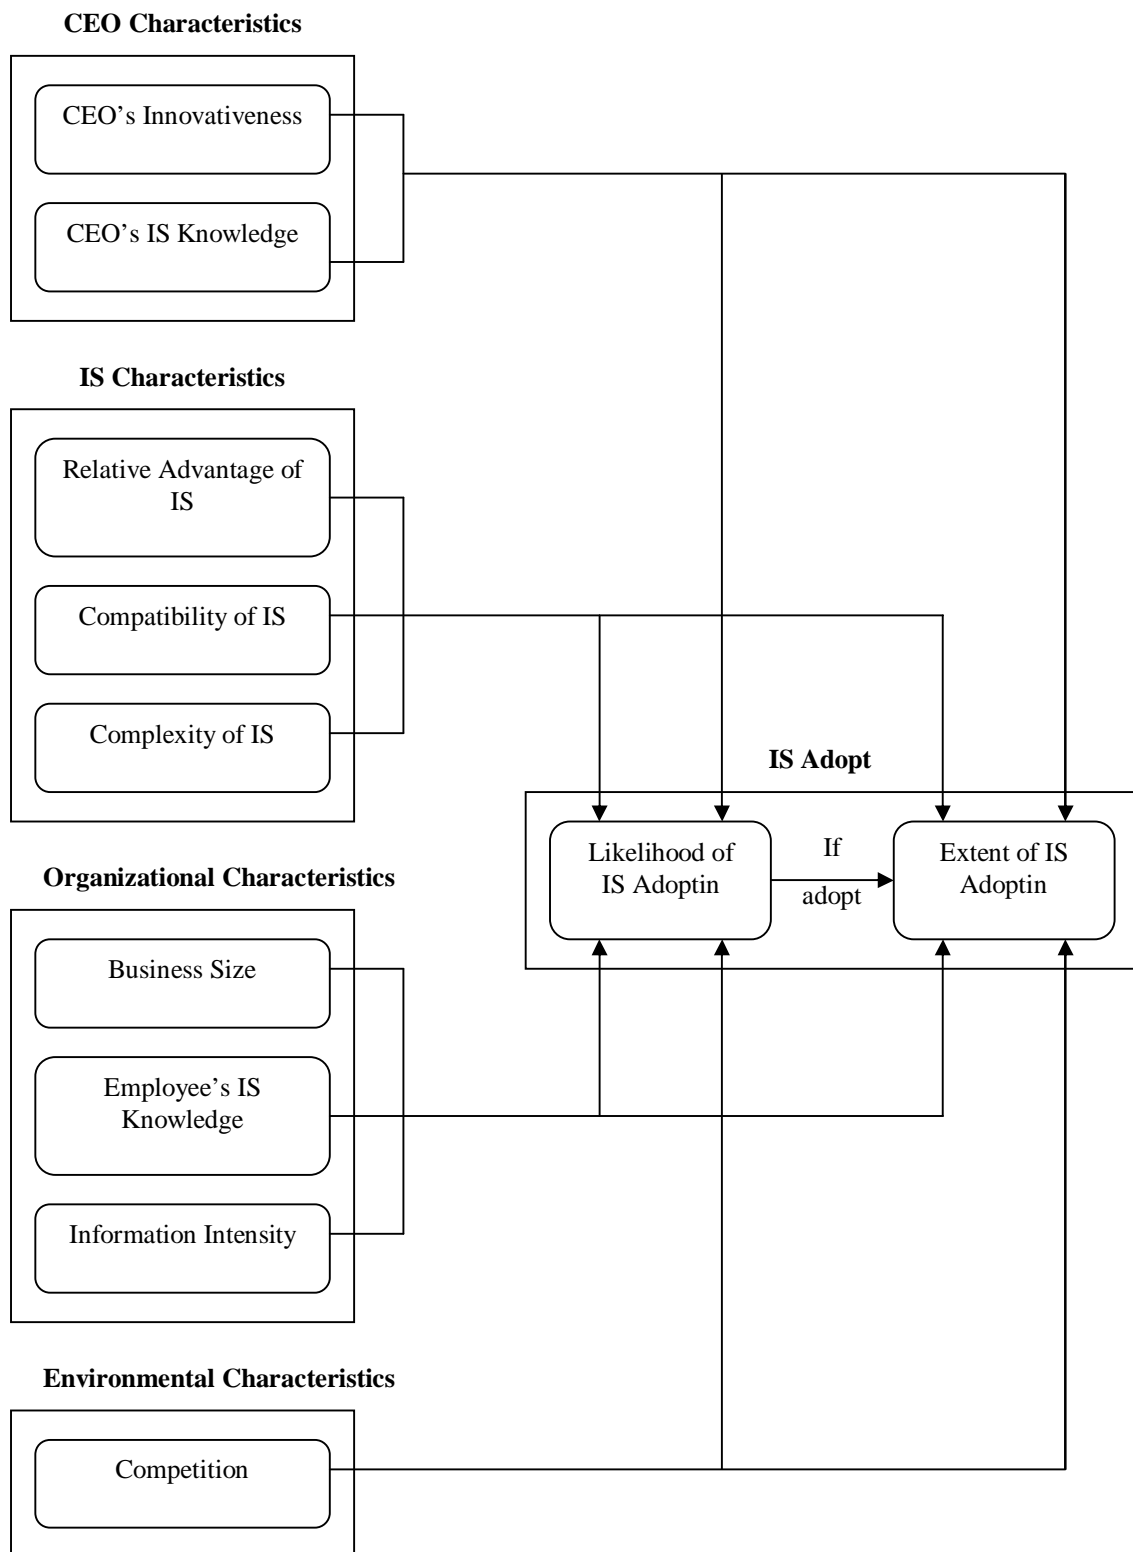 CEO Characteristics
CEO’s Innovativeness
CEO’s IS Knowledge
IS Characteristics
Relative Advantage of
IS
Compatibility of IS
Complexity of IS
IS Adopt
Likelihood of
IS Adoptin
If
adopt
Extent of IS
Adoptin
Organizational Characteristics
Business Size
Employee’s IS
Knowledge
Information Intensity
Environmental Characteristics
Competition